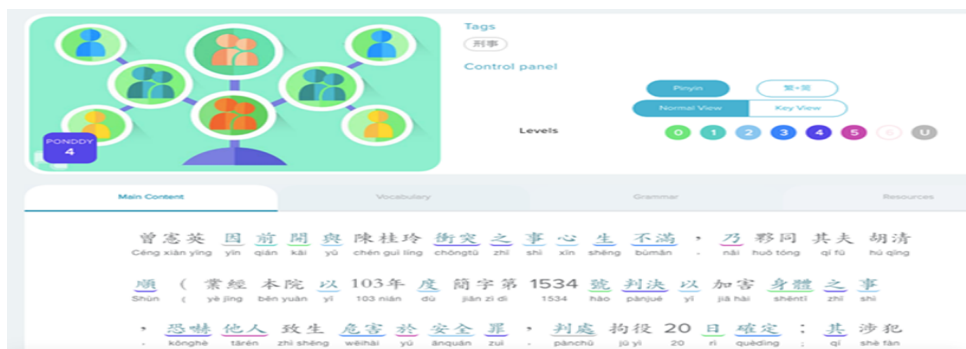 Tags
刑事
Control panel
Pinyin 繁·简
Normal View Key View
Levels 0 1 2 3 4 5 6 U
PONDDY
4
Main Content Vocabulary Grammar Resources
曾憲英因前開與陳桂玲衝突之事心生不滿，乃夥同其夫胡清
Céng xiàn yīng yīn qián kāi yǔ chén guì líng chōngtū zhī shì xīn shēng bùmǎn , nǎi huǒ tóng qí fū hú qīng
順（業經本院以103年度簡字第1534號判決以加害身體之事
Shùn ( yè jīng běn yuàn yǐ 103 nián dù jiǎn zì dì 1534 hào pànjué yǐ jiā hài shēntǐ zhī shì
，恐嚇他人致生危害於安全罪，判處拘役20日確定；其涉犯
, kǒnghè tārén zhì shēng wéihài yú ānquán zuì , pànchǔ jū yì 20 rì quèdìng ; qí shè fàn